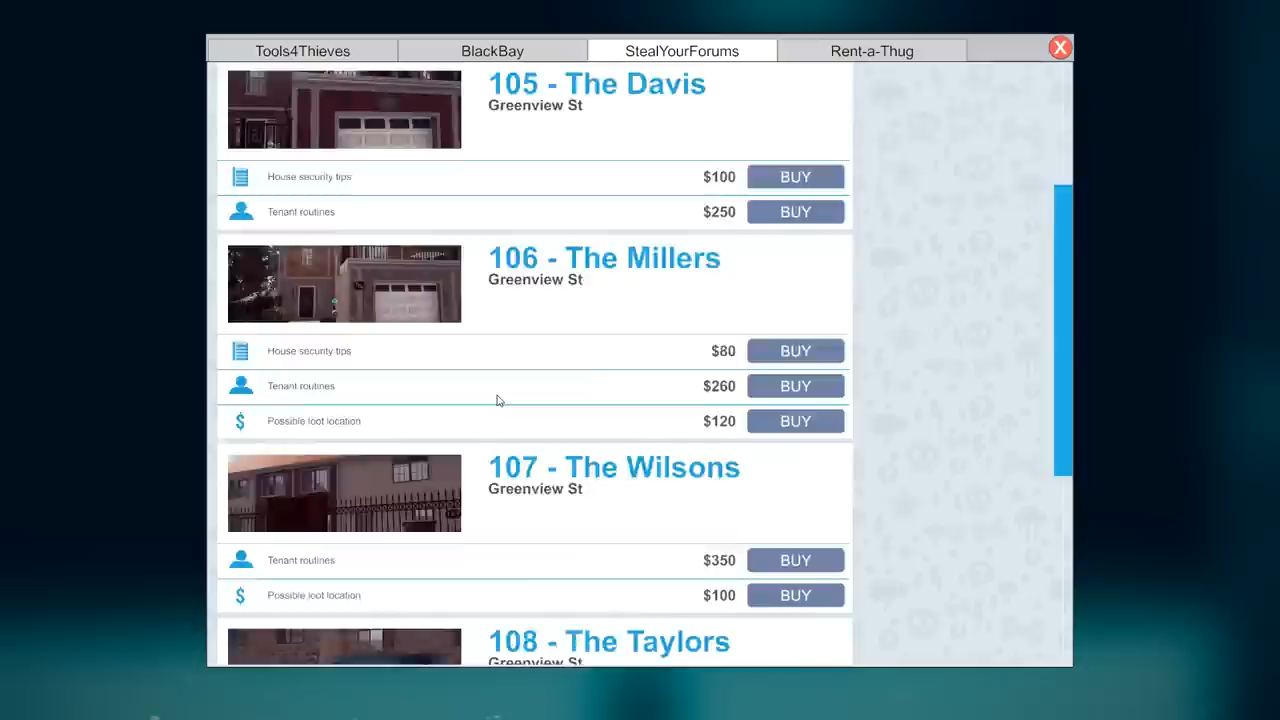 Tools4Thieves
BlackBay
StealYourForums
Rent-a-Thug
X
105 - The Davis
Greenview St
House security tips $100 BUY
Tenant routines $250 BUY
106 - The Millers
Greenview St
House security tips $80 BUY
Tenant routines $260 BUY
$ Possible loot location $120 BUY
107 - The Wilsons
Greenview St
Tenant routines $350 BUY
$ Possible loot location $100 BUY
108 - The Taylors
Greenview St